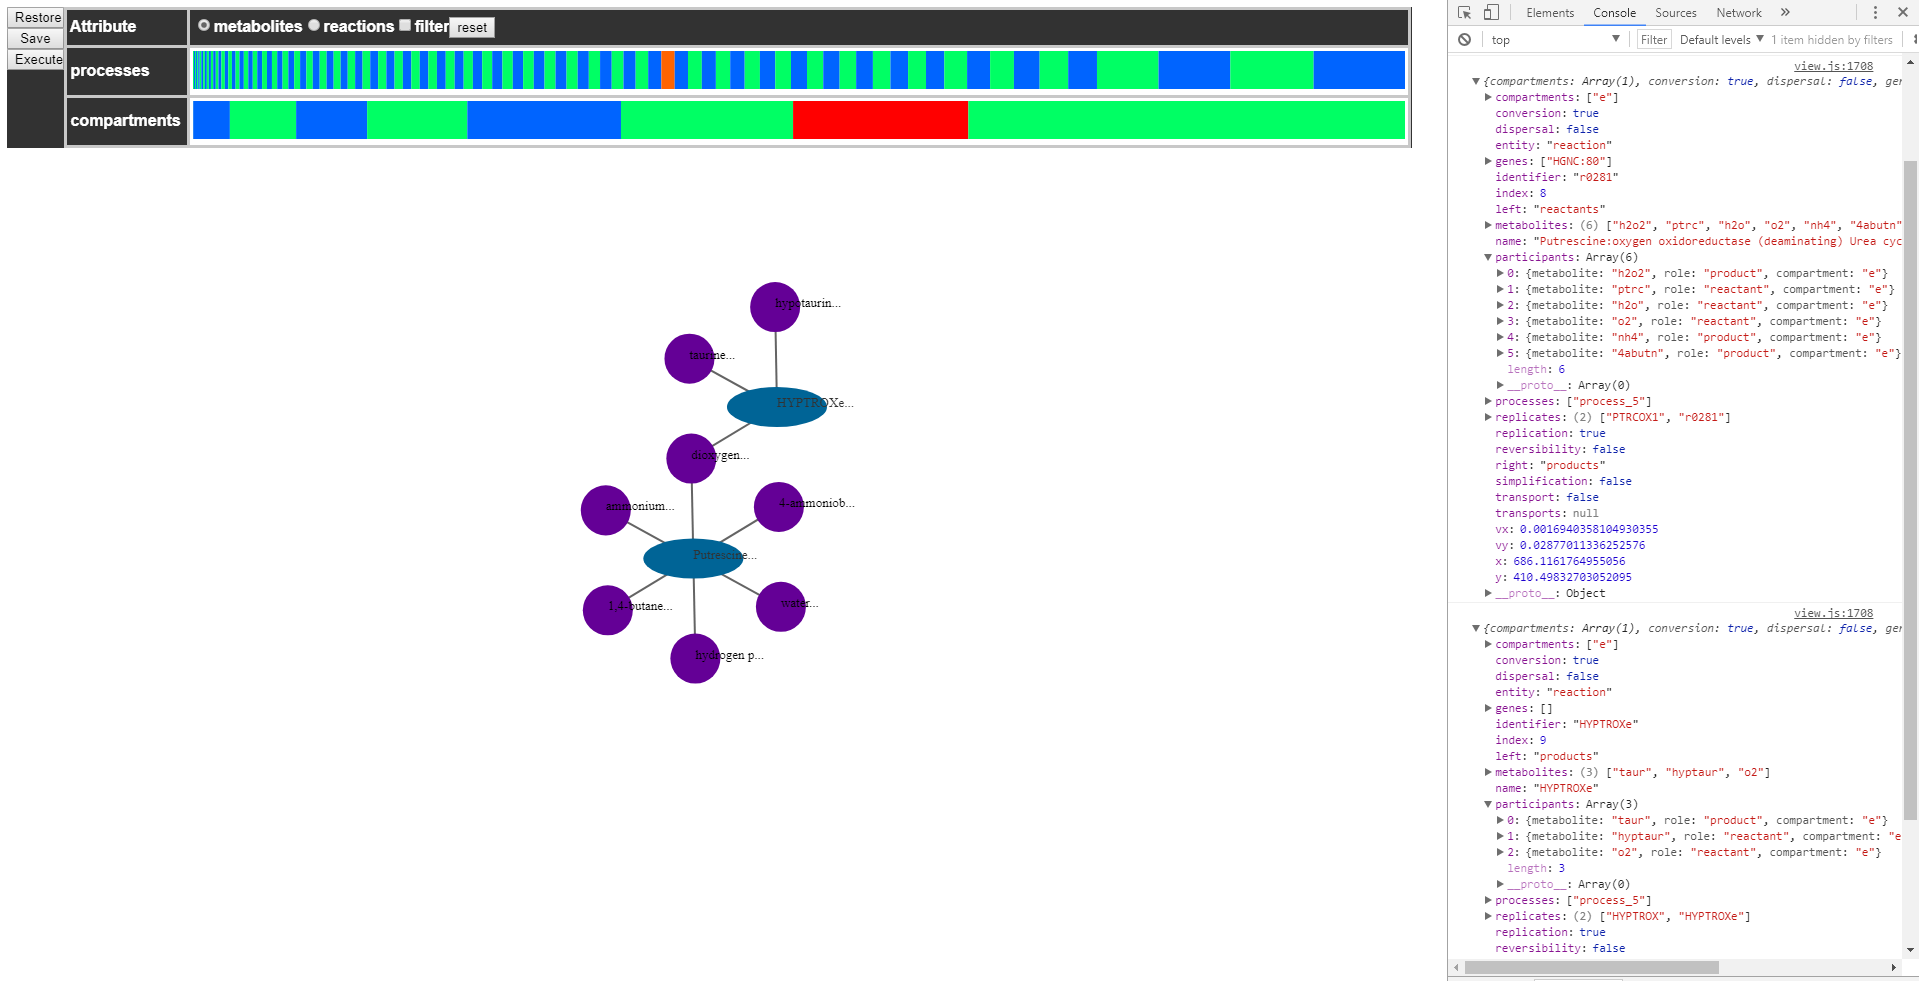 Restore
Save
Execute
Attribute
metabolites reactions filter reset
processes
compartments
hypotaurin...
taurine...
HYPTROXe...
dioxygen...
ammonium...
4-ammoniob...
Putrescine...
1,4-butane...
water...
hydrogen p...
Elements Console Sources Network »
top Filter Default levels 1 item hidden by filters
view.js:1708
{compartments: Array(1), conversion: true, dispersal: false, ger
compartments: ["e"]
conversion: true
dispersal: false
entity: "reaction"
genes: ["HGNC:80"]
identifier: "r0281"
index: 8
left: "reactants"
metabolites: (6) ["h2o2", "ptrc", "h2o", "o2", "nh4", "4abutn"
name: "Putrescine:oxygen oxidoreductase (deaminating) Urea cyc
participants: Array(6)
0: {metabolite: "h2o2", role: "product", compartment: "e"}
1: {metabolite: "ptrc", role: "reactant", compartment: "e"}
2: {metabolite: "h2o", role: "reactant", compartment: "e"}
3: {metabolite: "o2", role: "reactant", compartment: "e"}
4: {metabolite: "nh4", role: "product", compartment: "e"}
5: {metabolite: "4abutn", role: "product", compartment: "e"}
length: 6
__proto__: Array(0)
processes: ["process_5"]
replicates: (2) ["PTRCOX1", "r0281"]
replication: true
reversibility: false
right: "products"
simplification: false
transport: false
transports: null
vx: 0.0016940358104930355
vy: 0.02877011336252576
x: 686.1161764955056
y: 410.49832703052095
__proto__: Object
view.js:1708
{compartments: Array(1), conversion: true, dispersal: false, ger
compartments: ["e"]
conversion: true
dispersal: false
entity: "reaction"
genes: []
identifier: "HYPTROXe"
index: 9
left: "products"
metabolites: (3) ["taur", "hyptaur", "o2"]
name: "HYPTROXe"
participants: Array(3)
0: {metabolite: "taur", role: "product", compartment: "e"}
1: {metabolite: "hyptaur", role: "reactant", compartment: "e
2: {metabolite: "o2", role: "reactant", compartment: "e"}
length: 3
__proto__: Array(0)
processes: ["process_5"]
replicates: (2) ["HYPTROX", "HYPTROXe"]
replication: true
reversibility: false